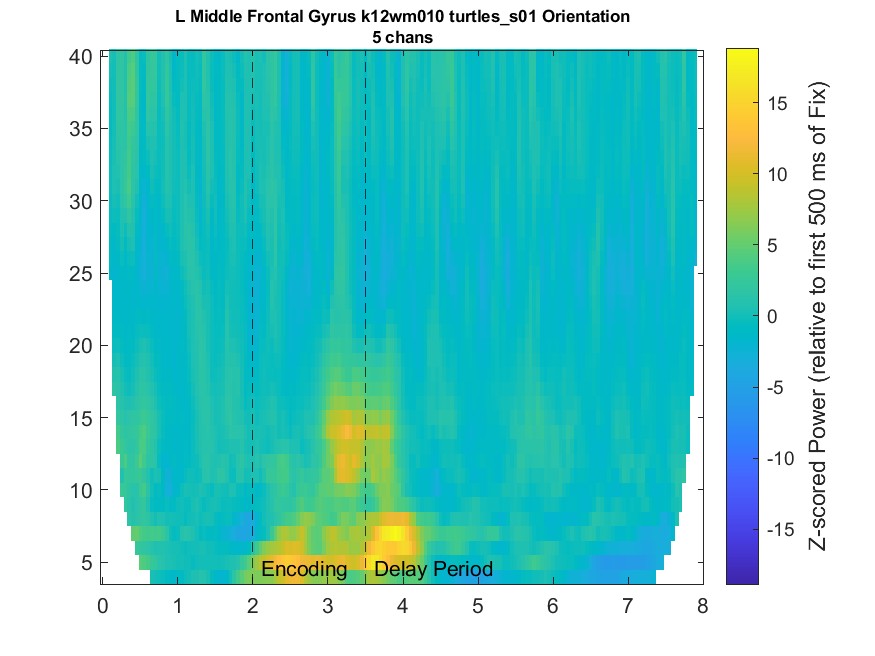 L Middle Frontal Gyrus k12wm010 turtles_s01 Orientation
5 chans
40
35
30
25
20
15
10
5
Encoding
Delay Period
0 1 2 3 4 5 6 7 8
15
10
5
0
-5
-10
-15
Z-scored Power (relative to first 500 ms of Fix)